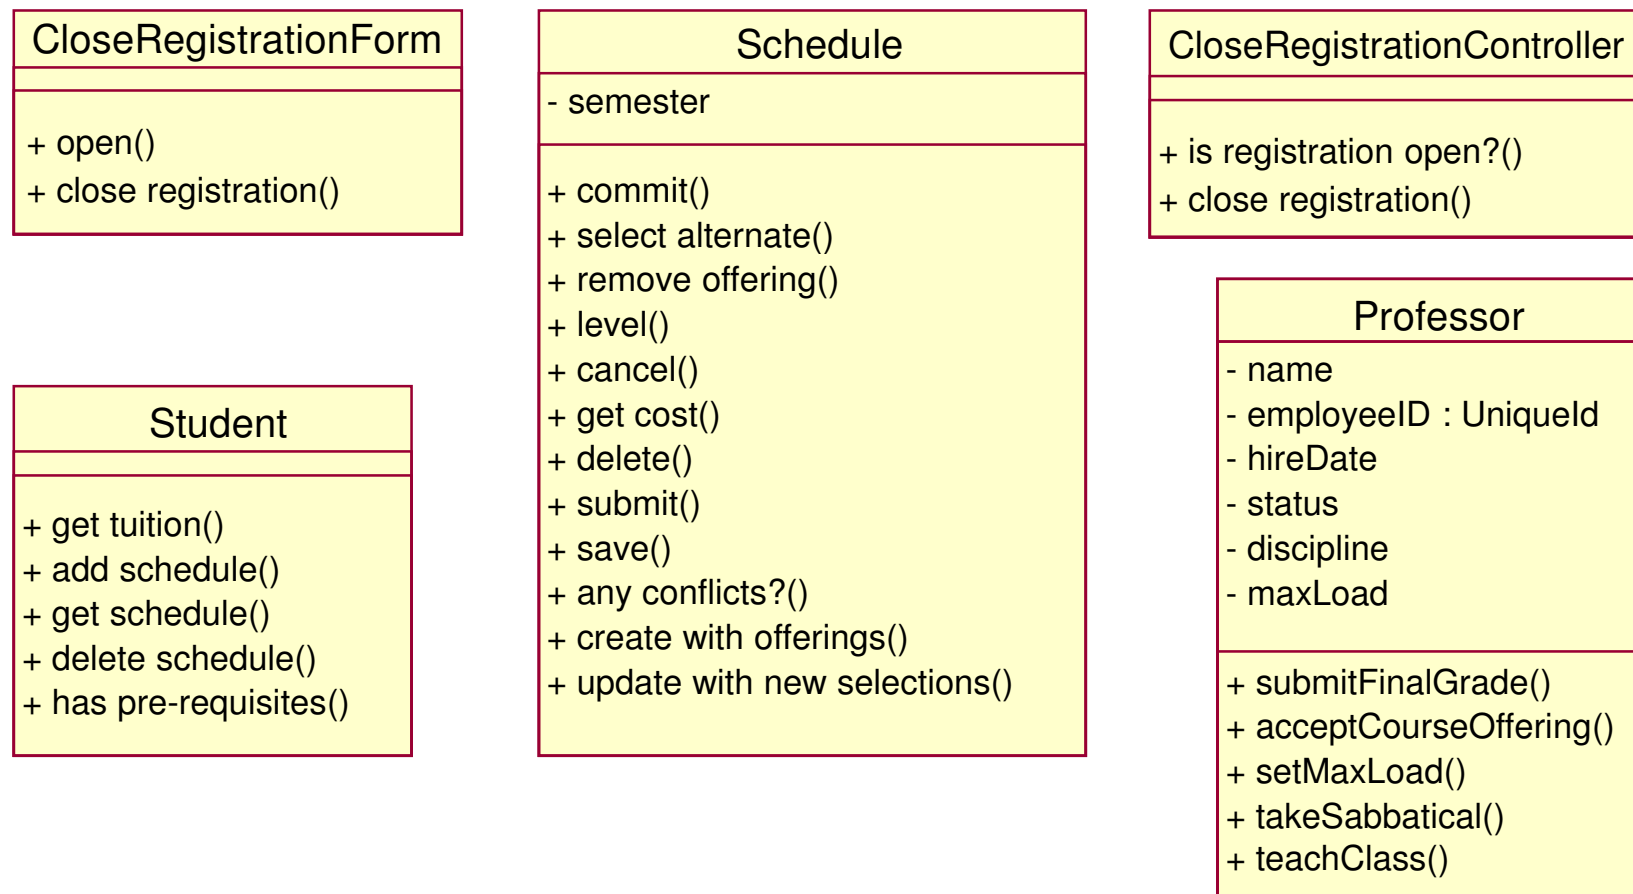 CloseRegistrationForm
+ open()
+ close registration()
Schedule
- semester
+ commit()
+ select alternate()
+ remove offering()
+ level()
+ cancel()
+ get cost()
+ delete()
+ submit()
+ save()
+ any conflicts?()
+ create with offerings()
+ update with new selections()
CloseRegistrationController
+ is registration open?()
+ close registration()
Student
+ get tuition()
+ add schedule()
+ get schedule()
+ delete schedule()
+ has pre-requisites()
Professor
- name
- employeeID : UniqueId
- hireDate
- status
- discipline
- maxLoad
+ submitFinalGrade()
+ acceptCourseOffering()
+ setMaxLoad()
+ takeSabbatical()
+ teachClass()